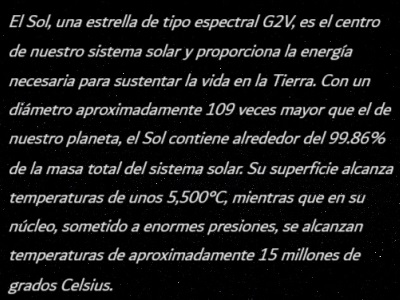 El Sol, una estrella de tipo espectral G2V, es el centro
de nuestro sistema solar y proporciona la energía
necesaria para sustentar la vida en la Tierra. Con un
diámetro aproximadamente 109 veces mayor que el de
nuestro planeta, el Sol contiene alrededor del 99.86%
de la masa total del sistema solar. Su superficie alcanza
temperaturas de unos 5,500°C, mientras que en su
núcleo, sometido a enormes presiones, se alcanzan
temperaturas de aproximadamente 15 millones de
grados Celsius.